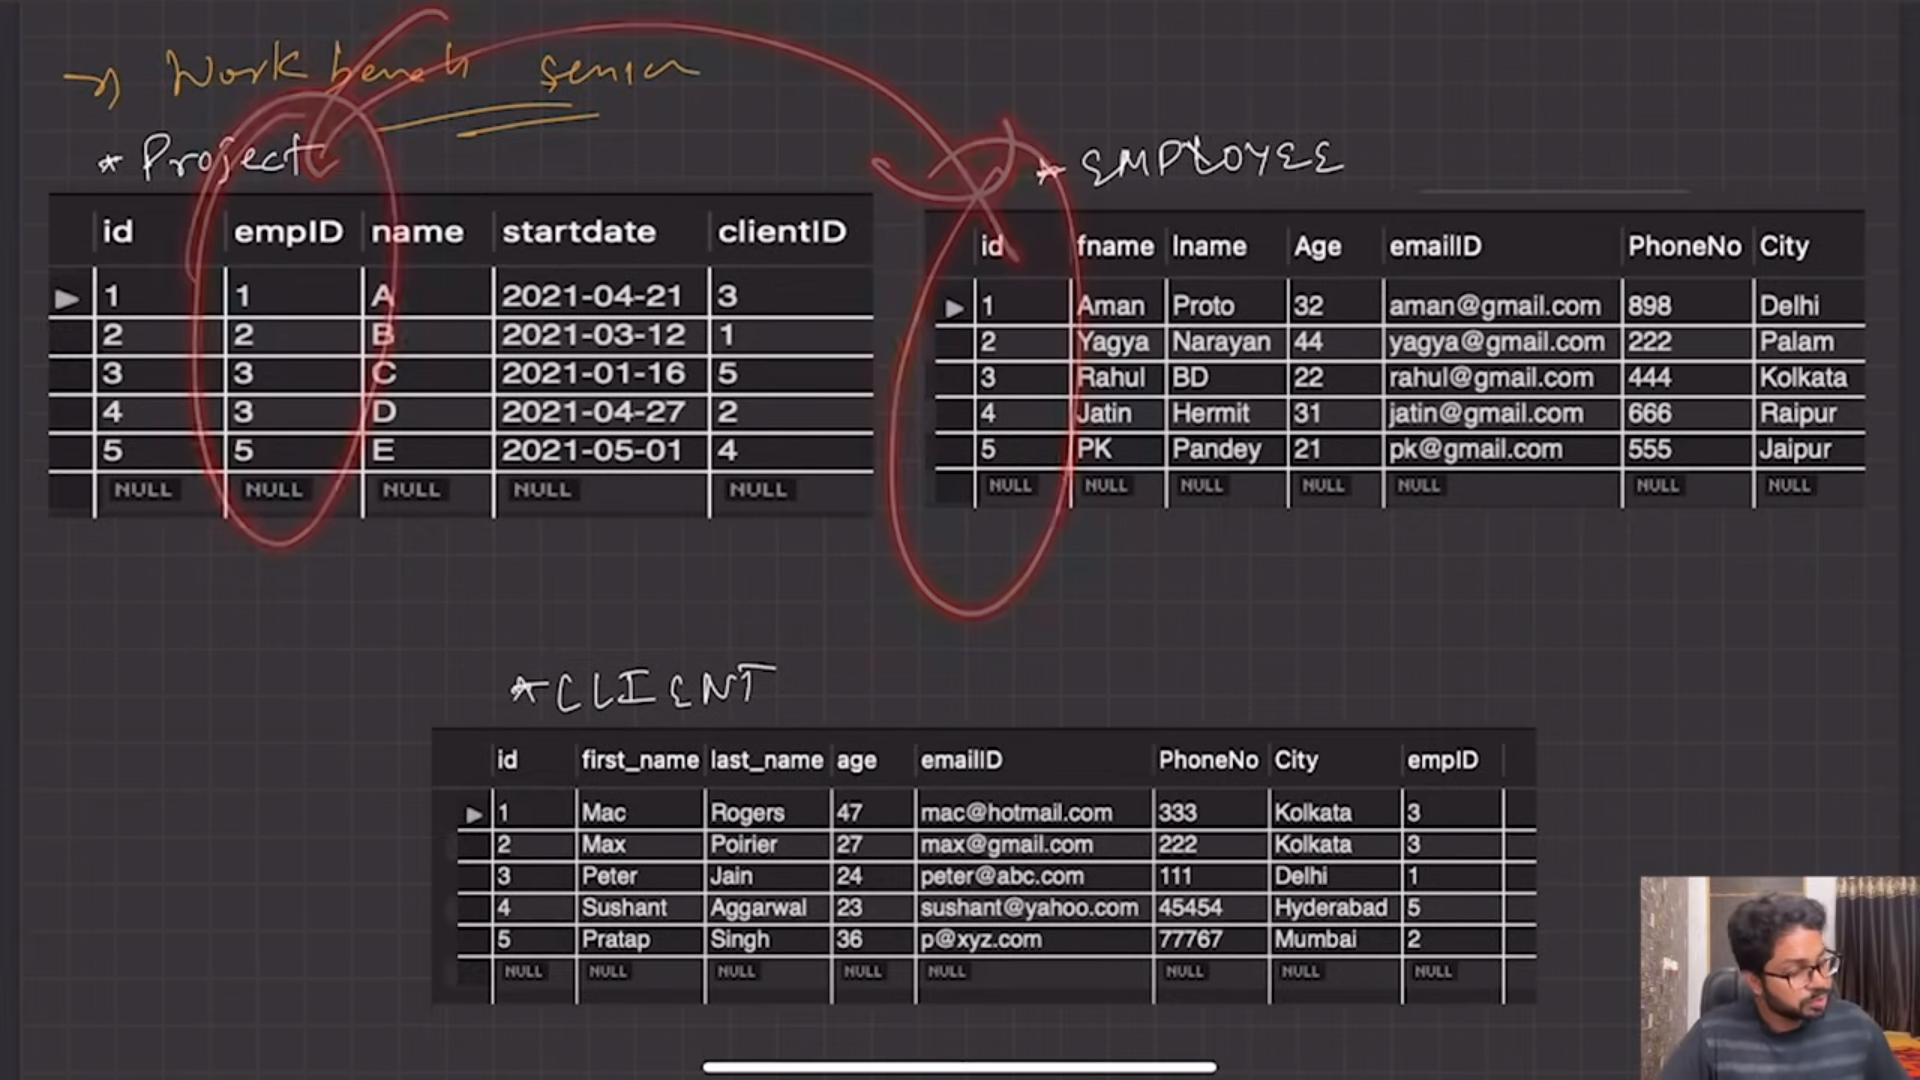 → Work bench senior
* Project
id empID name startdate clientID
1 1 A 2021-04-21 3
2 2 B 2021-03-12 1
3 3 C 2021-01-16 5
4 3 D 2021-04-27 2
5 5 E 2021-05-01 4
NULL NULL NULL NULL NULL
* EMPLOYEE
id fname lname Age emailID PhoneNo City
1 Aman Proto 32 aman@gmail.com 898 Delhi
2 Yagya Narayan 44 yagya@gmail.com 222 Palam
3 Rahul BD 22 rahul@gmail.com 444 Kolkata
4 Jatin Hermit 31 jatin@gmail.com 666 Raipur
5 PK Pandey 21 pk@gmail.com 555 Jaipur
NULL NULL NULL NULL NULL NULL NULL
* CLIENT
id first_name last_name age emailID PhoneNo City empID
1 Mac Rogers 47 mac@hotmail.com 333 Kolkata 3
2 Max Poirier 27 max@gmail.com 222 Kolkata 3
3 Peter Jain 24 peter@abc.com 111 Delhi 1
4 Sushant Aggarwal 23 sushant@yahoo.com 45454 Hyderabad 5
5 Pratap Singh 36 p@xyz.com 77767 Mumbai 2
NULL NULL NULL NULL NULL NULL NULL NULL